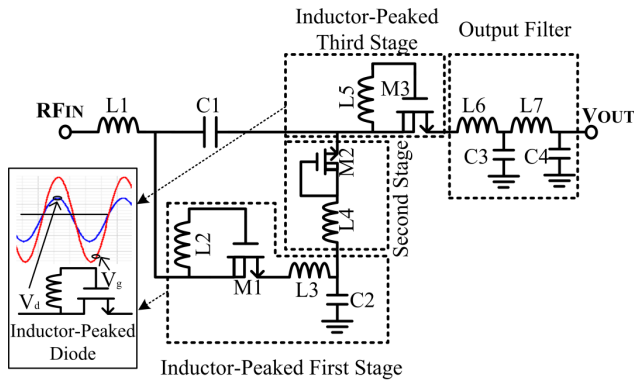 Inductor-Peaked
Third Stage
Output Filter
RFIN
L1
C1
L5
M3
L6
L7
VOUT
C3
C4
M2
L4
Second Stage
L2
M1
L3
C2
Vd
Vg
Inductor-Peaked
Diode
Inductor-Peaked First Stage